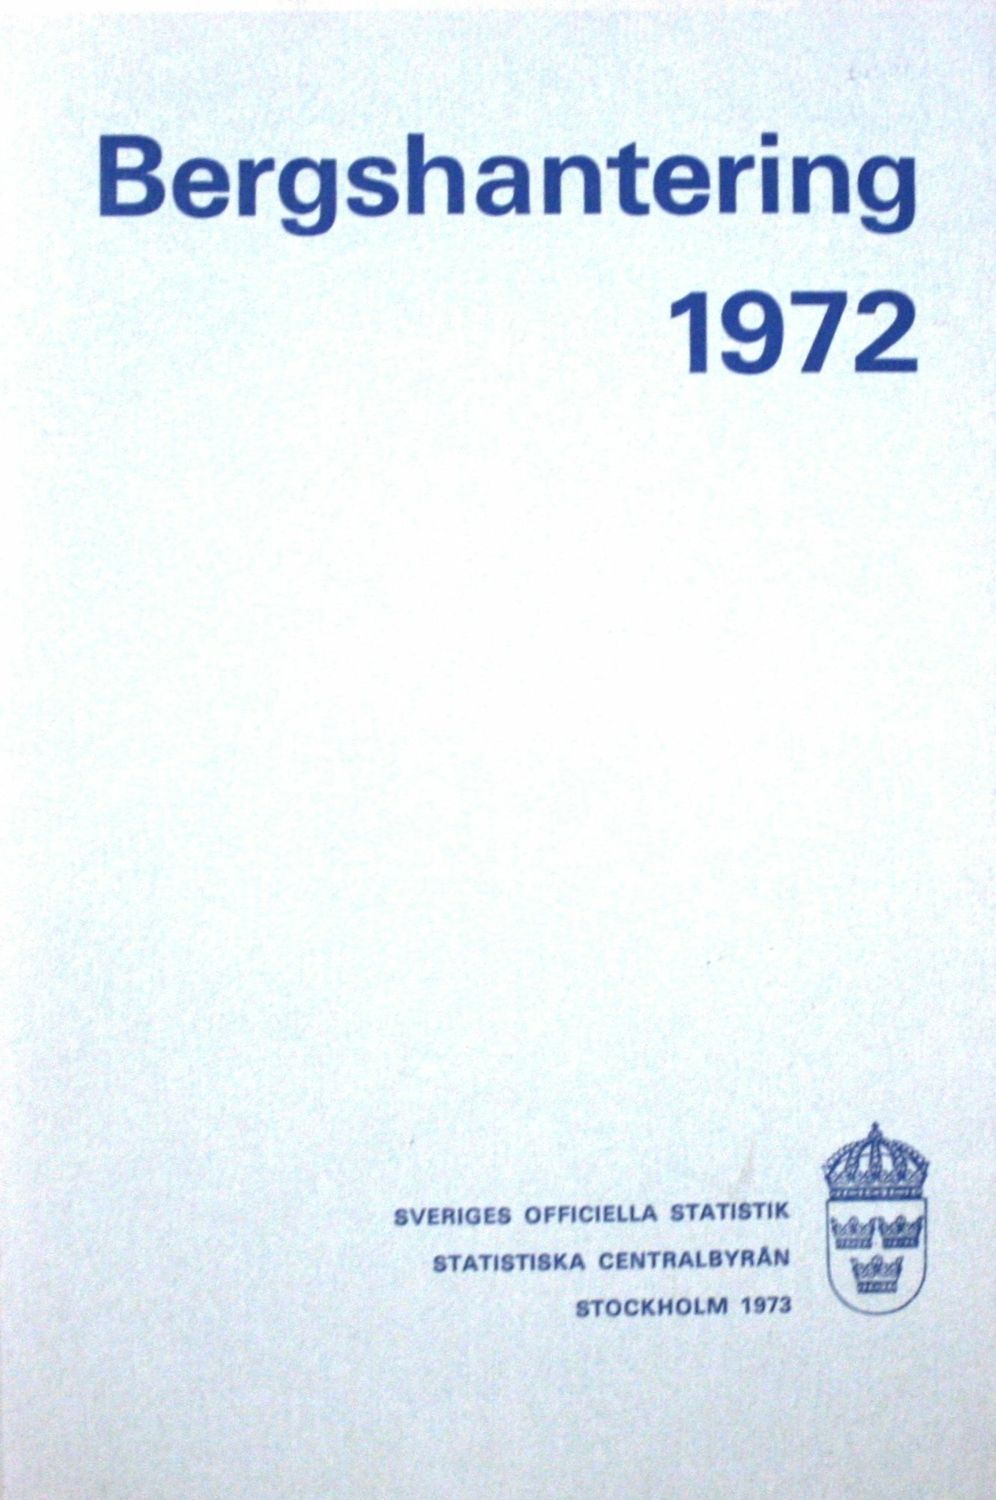 Bergshantering
1972
SVERIGES OFFICIELLA STATISTIK
STATISTISKA CENTRALBYRÅN
STOCKHOLM 1973